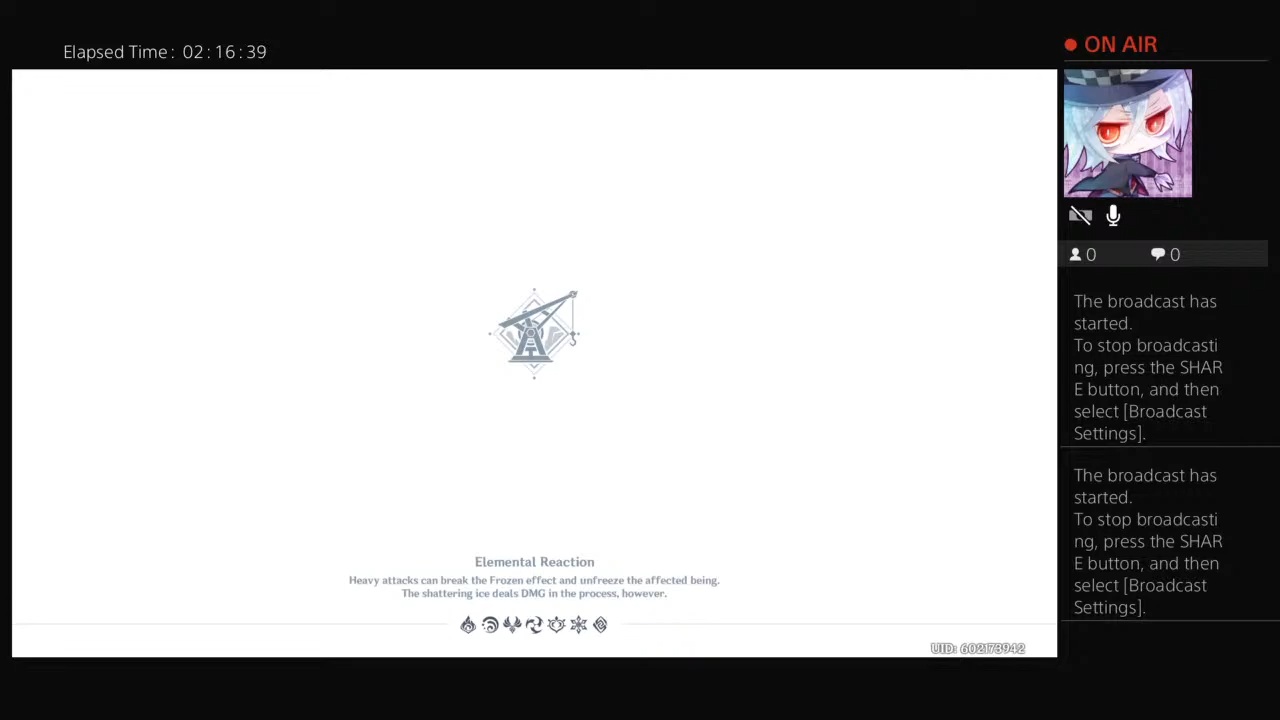 Elapsed Time: 02:16:39
ON AIR
0
0
The broadcast has
started.
To stop broadcasti
ng, press the SHAR
E button, and then
select [Broadcast
Settings].
The broadcast has
started.
To stop broadcasti
ng, press the SHAR
E button, and then
select [Broadcast
Settings].
Elemental Reaction
Heavy attacks can break the Frozen effect and unfreeze the affected being.
The shattering ice deals DMG in the process, however.
UID: 602173942